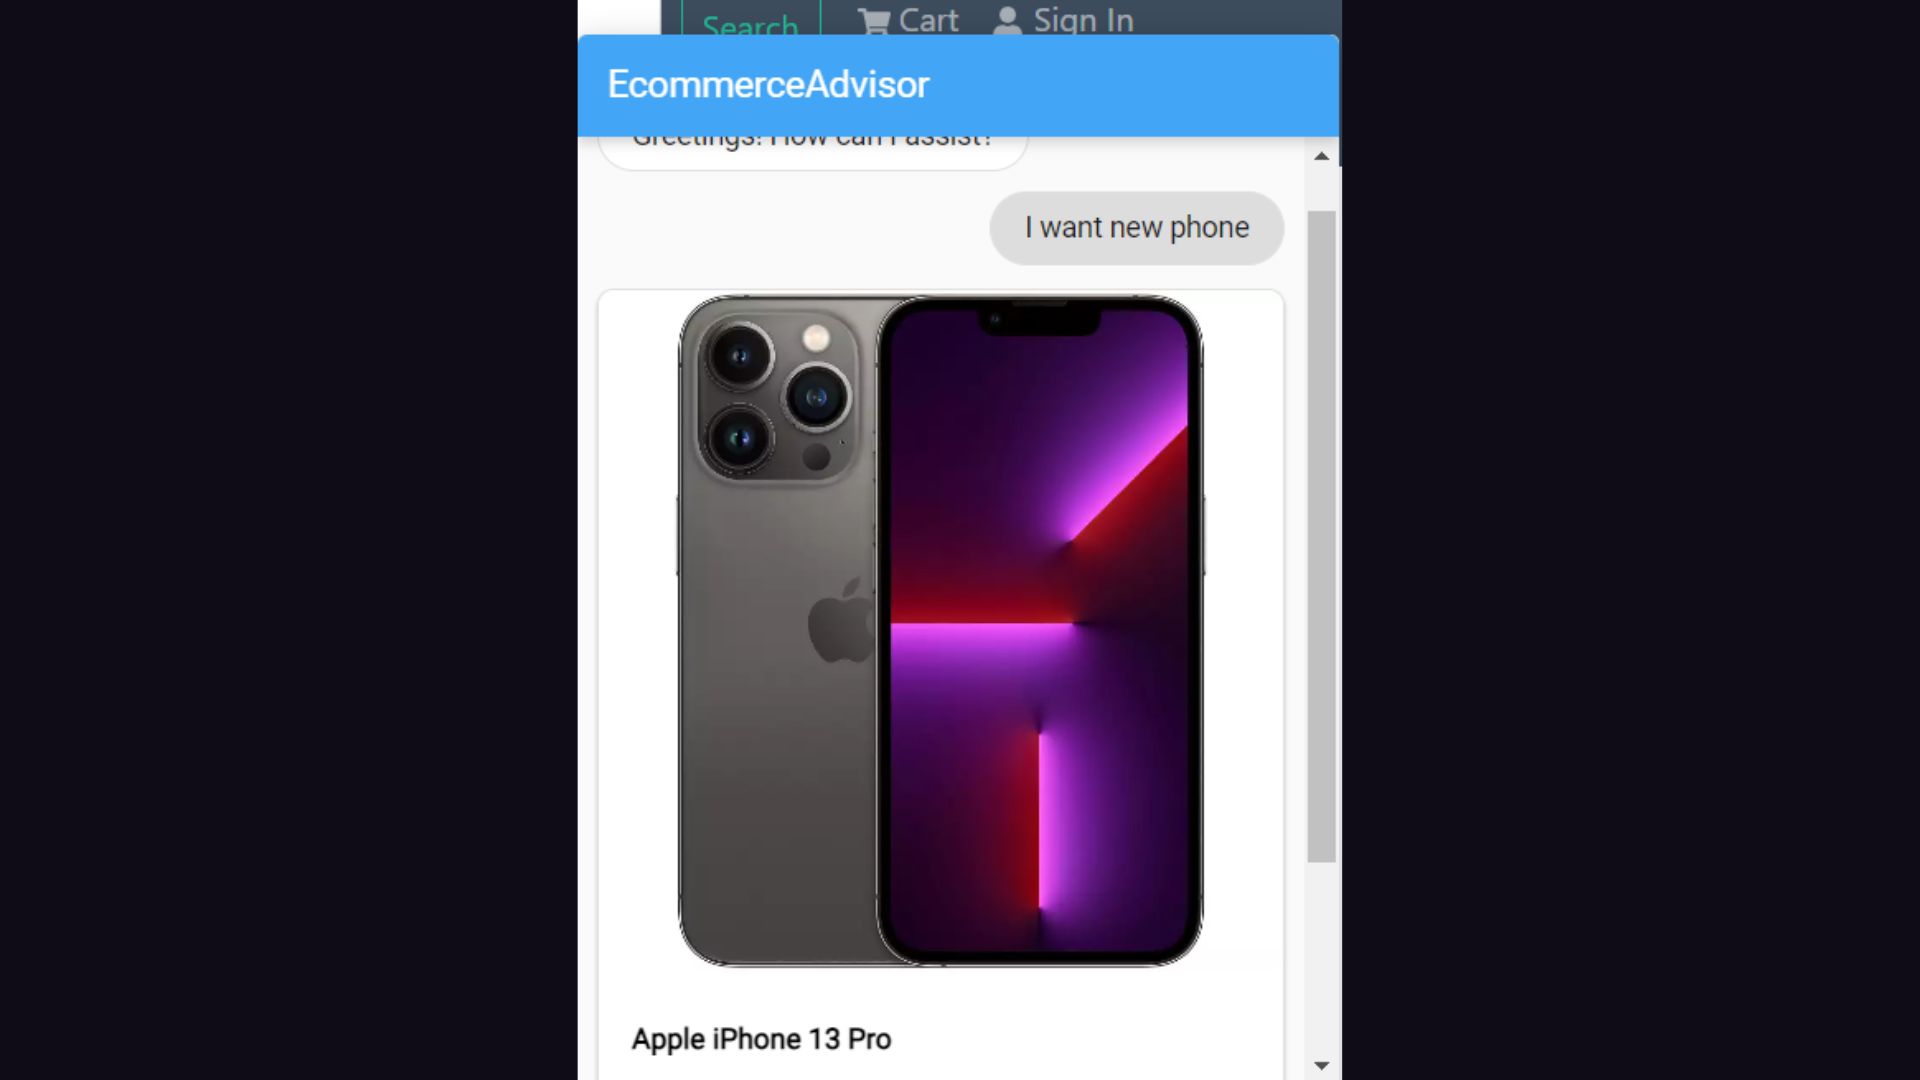 Search
Cart
Sign In
EcommerceAdvisor
Greetings! How can I assist?
I want new phone
Apple iPhone 13 Pro